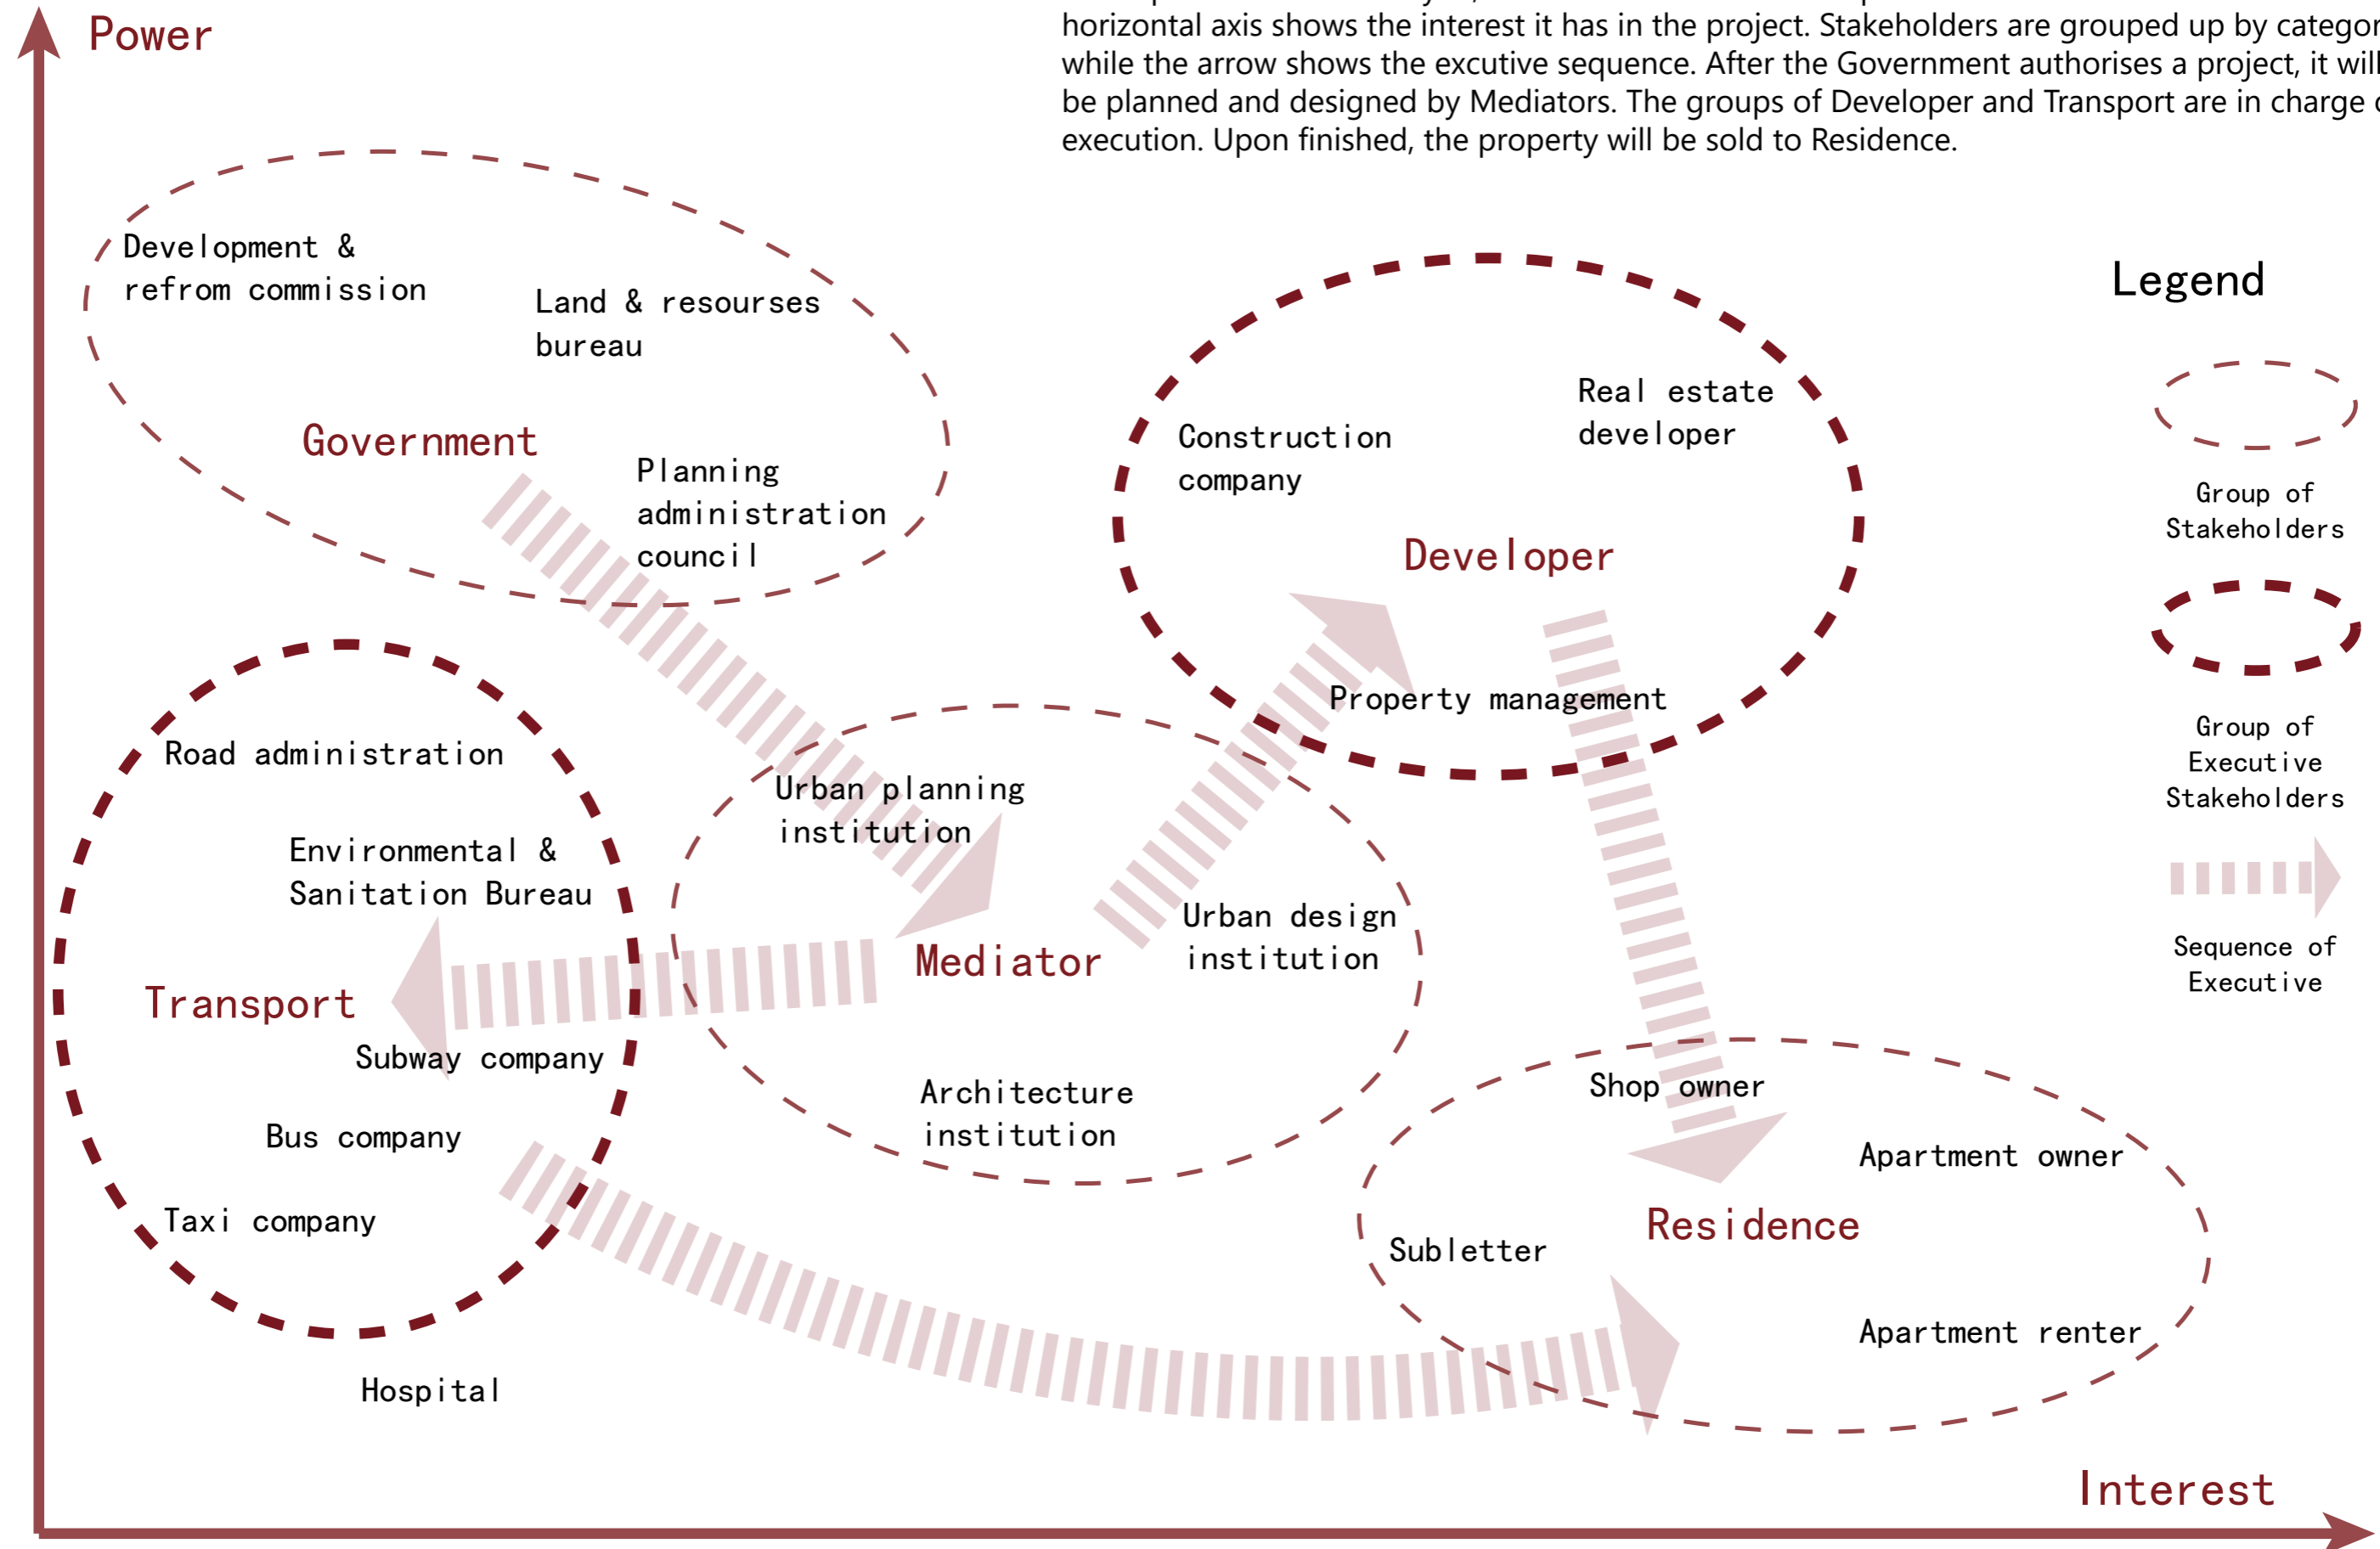 Power
horizontal axis shows the interest it has in the project. Stakeholders are grouped up by
while the arrow shows the excutive sequence. After the Government authorises a project, it will
be planned and designed by Mediators. The groups of Developer and Transport are in charge
execution. Upon finished, the property will be sold to Residence.
Development &
refrom commission
Land & resourses
bureau
Government
Planning
administration
council
Construction
company
Real estate
developer
Developer
Property management
Legend
Group of
Stakeholders
Group of
Executive
Stakeholders
Sequence of
Executive
Road administration
Environmental &
Sanitation Bureau
Transport
Subway company
Bus company
Taxi company
Hospital
Urban planning
institution
Mediator
Urban design
institution
Architecture
institution
Shop owner
Apartment owner
Residence
Subletter
Apartment renter
Interest